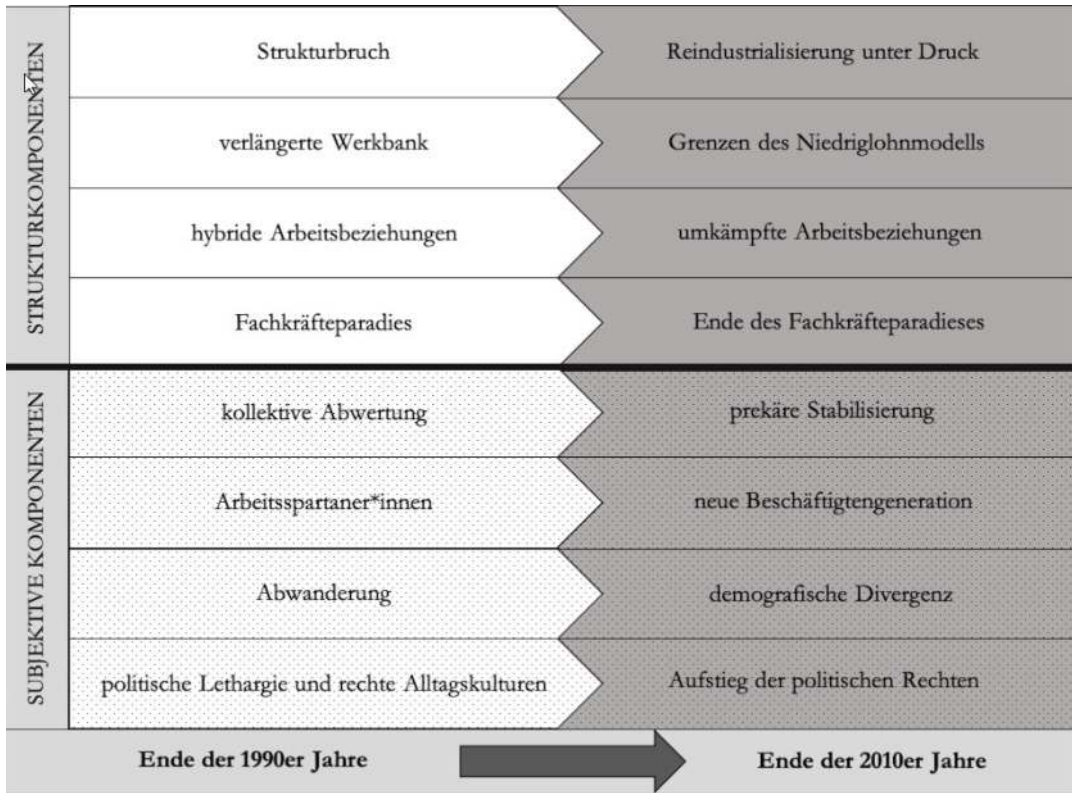 STRUKTURKOMPONENTEN
Strukturbruch
Reindustrialisierung unter Druck
verlängerte Werkbank
Grenzen des Niedriglohnmodells
hybride Arbeitsbeziehungen
umkämpfte Arbeitsbeziehungen
Fachkräfteparadies
Ende des Fachkräfteparadieses
SUBJEKTIVE KOMPONENTEN
kollektive Abwertung
prekäre Stabilisierung
Arbeitsspartaner*innen
neue Beschäftigtengeneration
Abwanderung
demografische Divergenz
politische Lethargie und rechte Alltagskulturen
Aufstieg der politischen Rechten
Ende der 1990er Jahre
Ende der 2010er Jahre